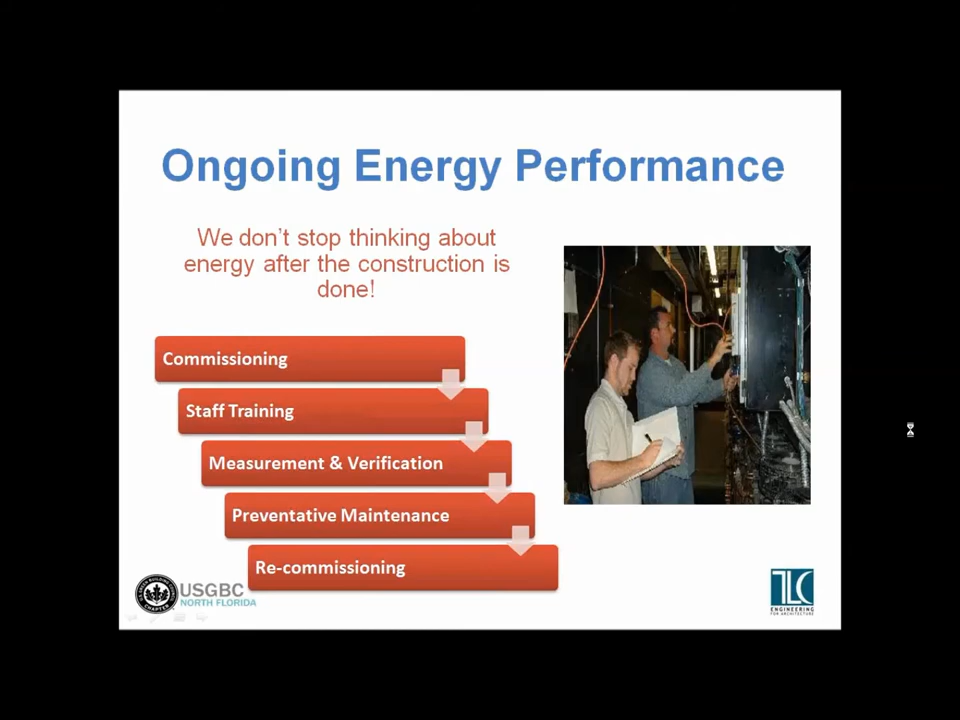 Ongoing Energy Performance
We don't stop thinking about
energy after the construction is
done!
Commissioning
Staff Training
Measurement & Verification
Preventative Maintenance
Re-commissioning
USGBC
NORTH FLORIDA
CHAPTER
TLC
ENGINEERING
FOR ARCHITECTURE